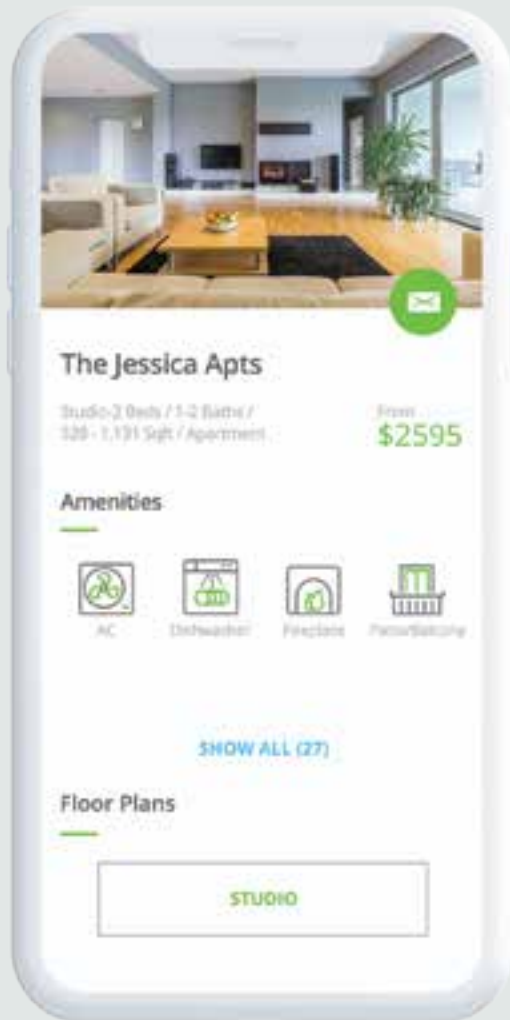 The Jessica Apts
Studio-2 Beds / 1-2 Baths /
From
$2595
- 1,131 Sqft / Apartment
Amenities
AC
Dishwasher
Fireplace
Patio/Balcony
SHOW ALL (27)
Floor Plans
STUDIO